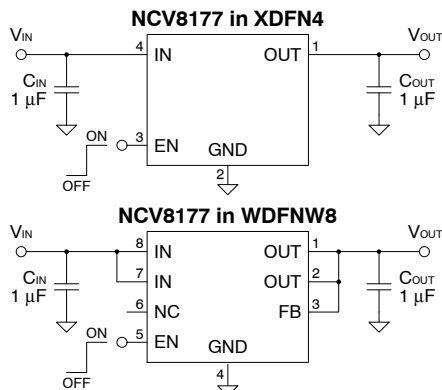 NCV8177 in XDFN4
VIN
4
IN
OUT
1
VOUT
CIN
1 μF
COUT
1 μF
ON
3
EN
GND
OFF
2
NCV8177 in WDFNW8
VIN
8
IN
OUT
1
VOUT
CIN
1 μF
7
IN
OUT
2
COUT
1 μF
6
NC
FB
3
ON
5
EN
GND
OFF
4